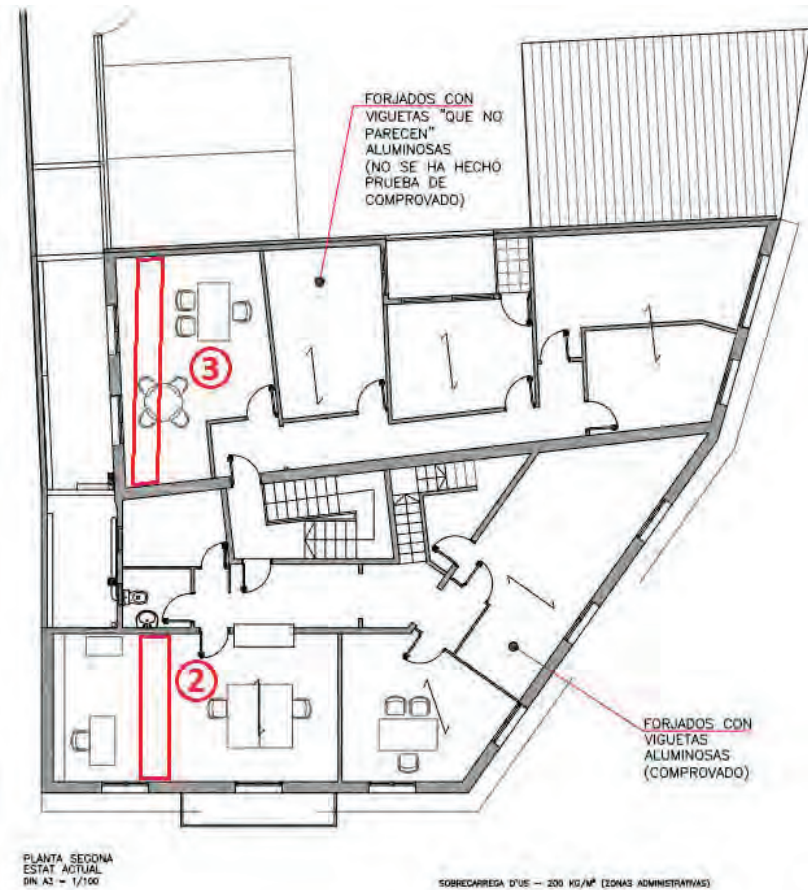 FORJADOS CON
VIGUETAS "QUE NO
PARECEN"
ALUMINOSAS
(NO SE HA HECHO
PRUEBA DE
COMPROVADO)
3
2
FORJADOS CON
VIGUETAS
ALUMINOSAS
(COMPROVADO)
PLANTA SEGONA
ESTAT ACTUAL
DIN A3 - 1/100
SOBRECARREGA D'US - 200 KG/M² (ZONAS ADMINISTRATIVAS)